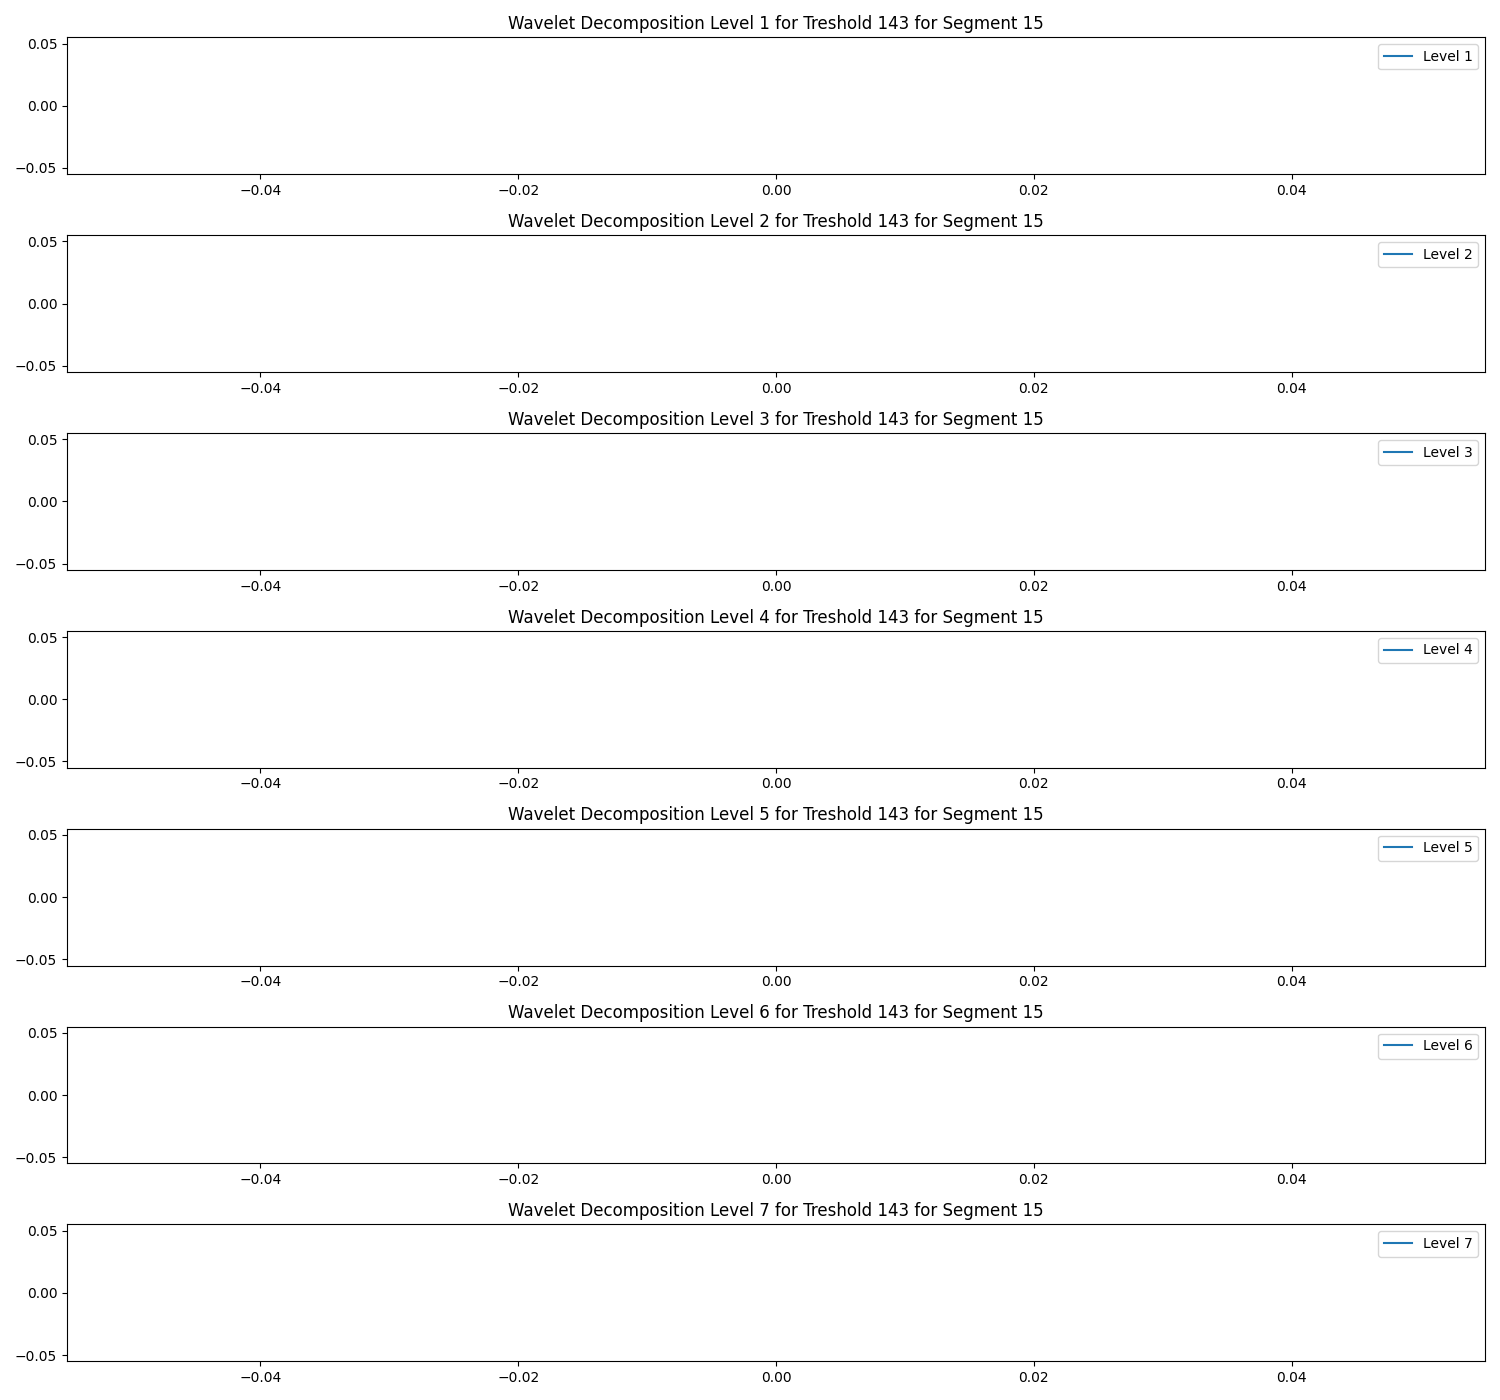 Wavelet Decomposition Level 1 for Treshold 143 for Segment 15
0.05
Level 1
0.00
−0.05
−0.04 −0.02 0.00 0.02 0.04
Wavelet Decomposition Level 2 for Treshold 143 for Segment 15
0.05
Level 2
0.00
−0.05
−0.04 −0.02 0.00 0.02 0.04
Wavelet Decomposition Level 3 for Treshold 143 for Segment 15
0.05
Level 3
0.00
−0.05
−0.04 −0.02 0.00 0.02 0.04
Wavelet Decomposition Level 4 for Treshold 143 for Segment 15
0.05
Level 4
0.00
−0.05
−0.04 −0.02 0.00 0.02 0.04
Wavelet Decomposition Level 5 for Treshold 143 for Segment 15
0.05
Level 5
0.00
−0.05
−0.04 −0.02 0.00 0.02 0.04
Wavelet Decomposition Level 6 for Treshold 143 for Segment 15
0.05
Level 6
0.00
−0.05
−0.04 −0.02 0.00 0.02 0.04
Wavelet Decomposition Level 7 for Treshold 143 for Segment 15
0.05
Level 7
0.00
−0.05
−0.04 −0.02 0.00 0.02 0.04